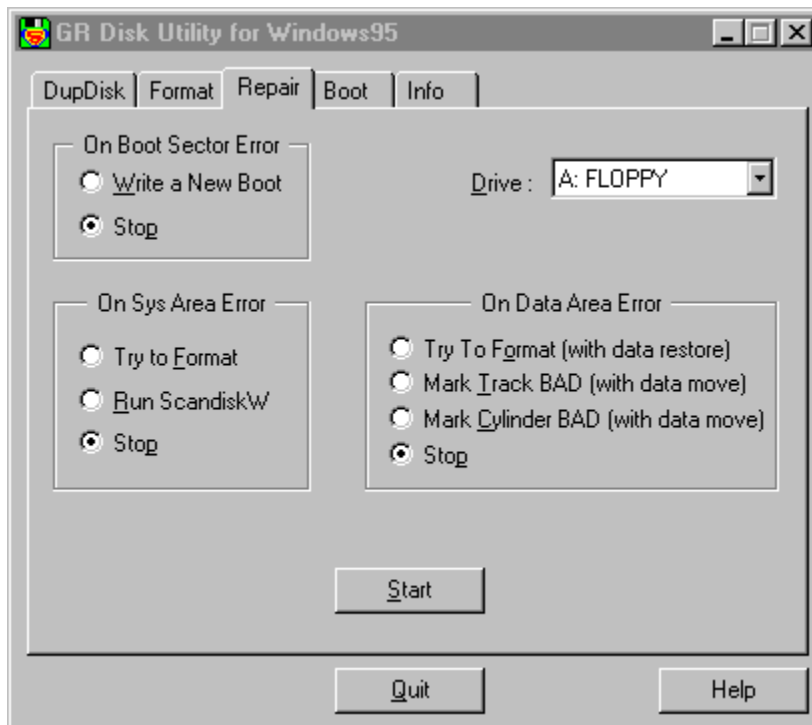 GR Disk Utility for Windows95
DupDisk Format Repair Boot Info
On Boot Sector Error
Write a New Boot
Stop
Drive : A: FLOPPY
On Sys Area Error
Try to Format
Run ScandiskW
Stop
On Data Area Error
Try To Format (with data restore)
Mark Track BAD (with data move)
Mark Cylinder BAD (with data move)
Stop
Start
Quit Help